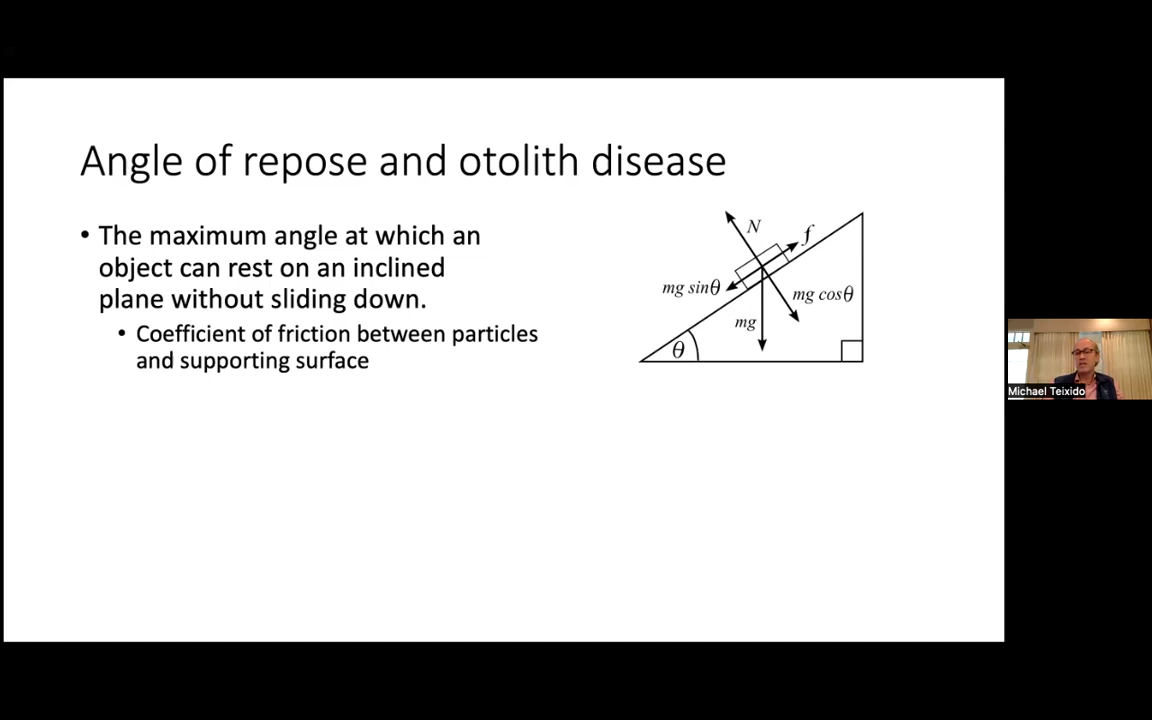 Angle of repose and otolith disease
• The maximum angle at which an
object can rest on an inclined
plane without sliding down.
• Coefficient of friction between particles
and supporting surface
N
f
mg sinθ
mg cosθ
mg
θ
Michael Teixido